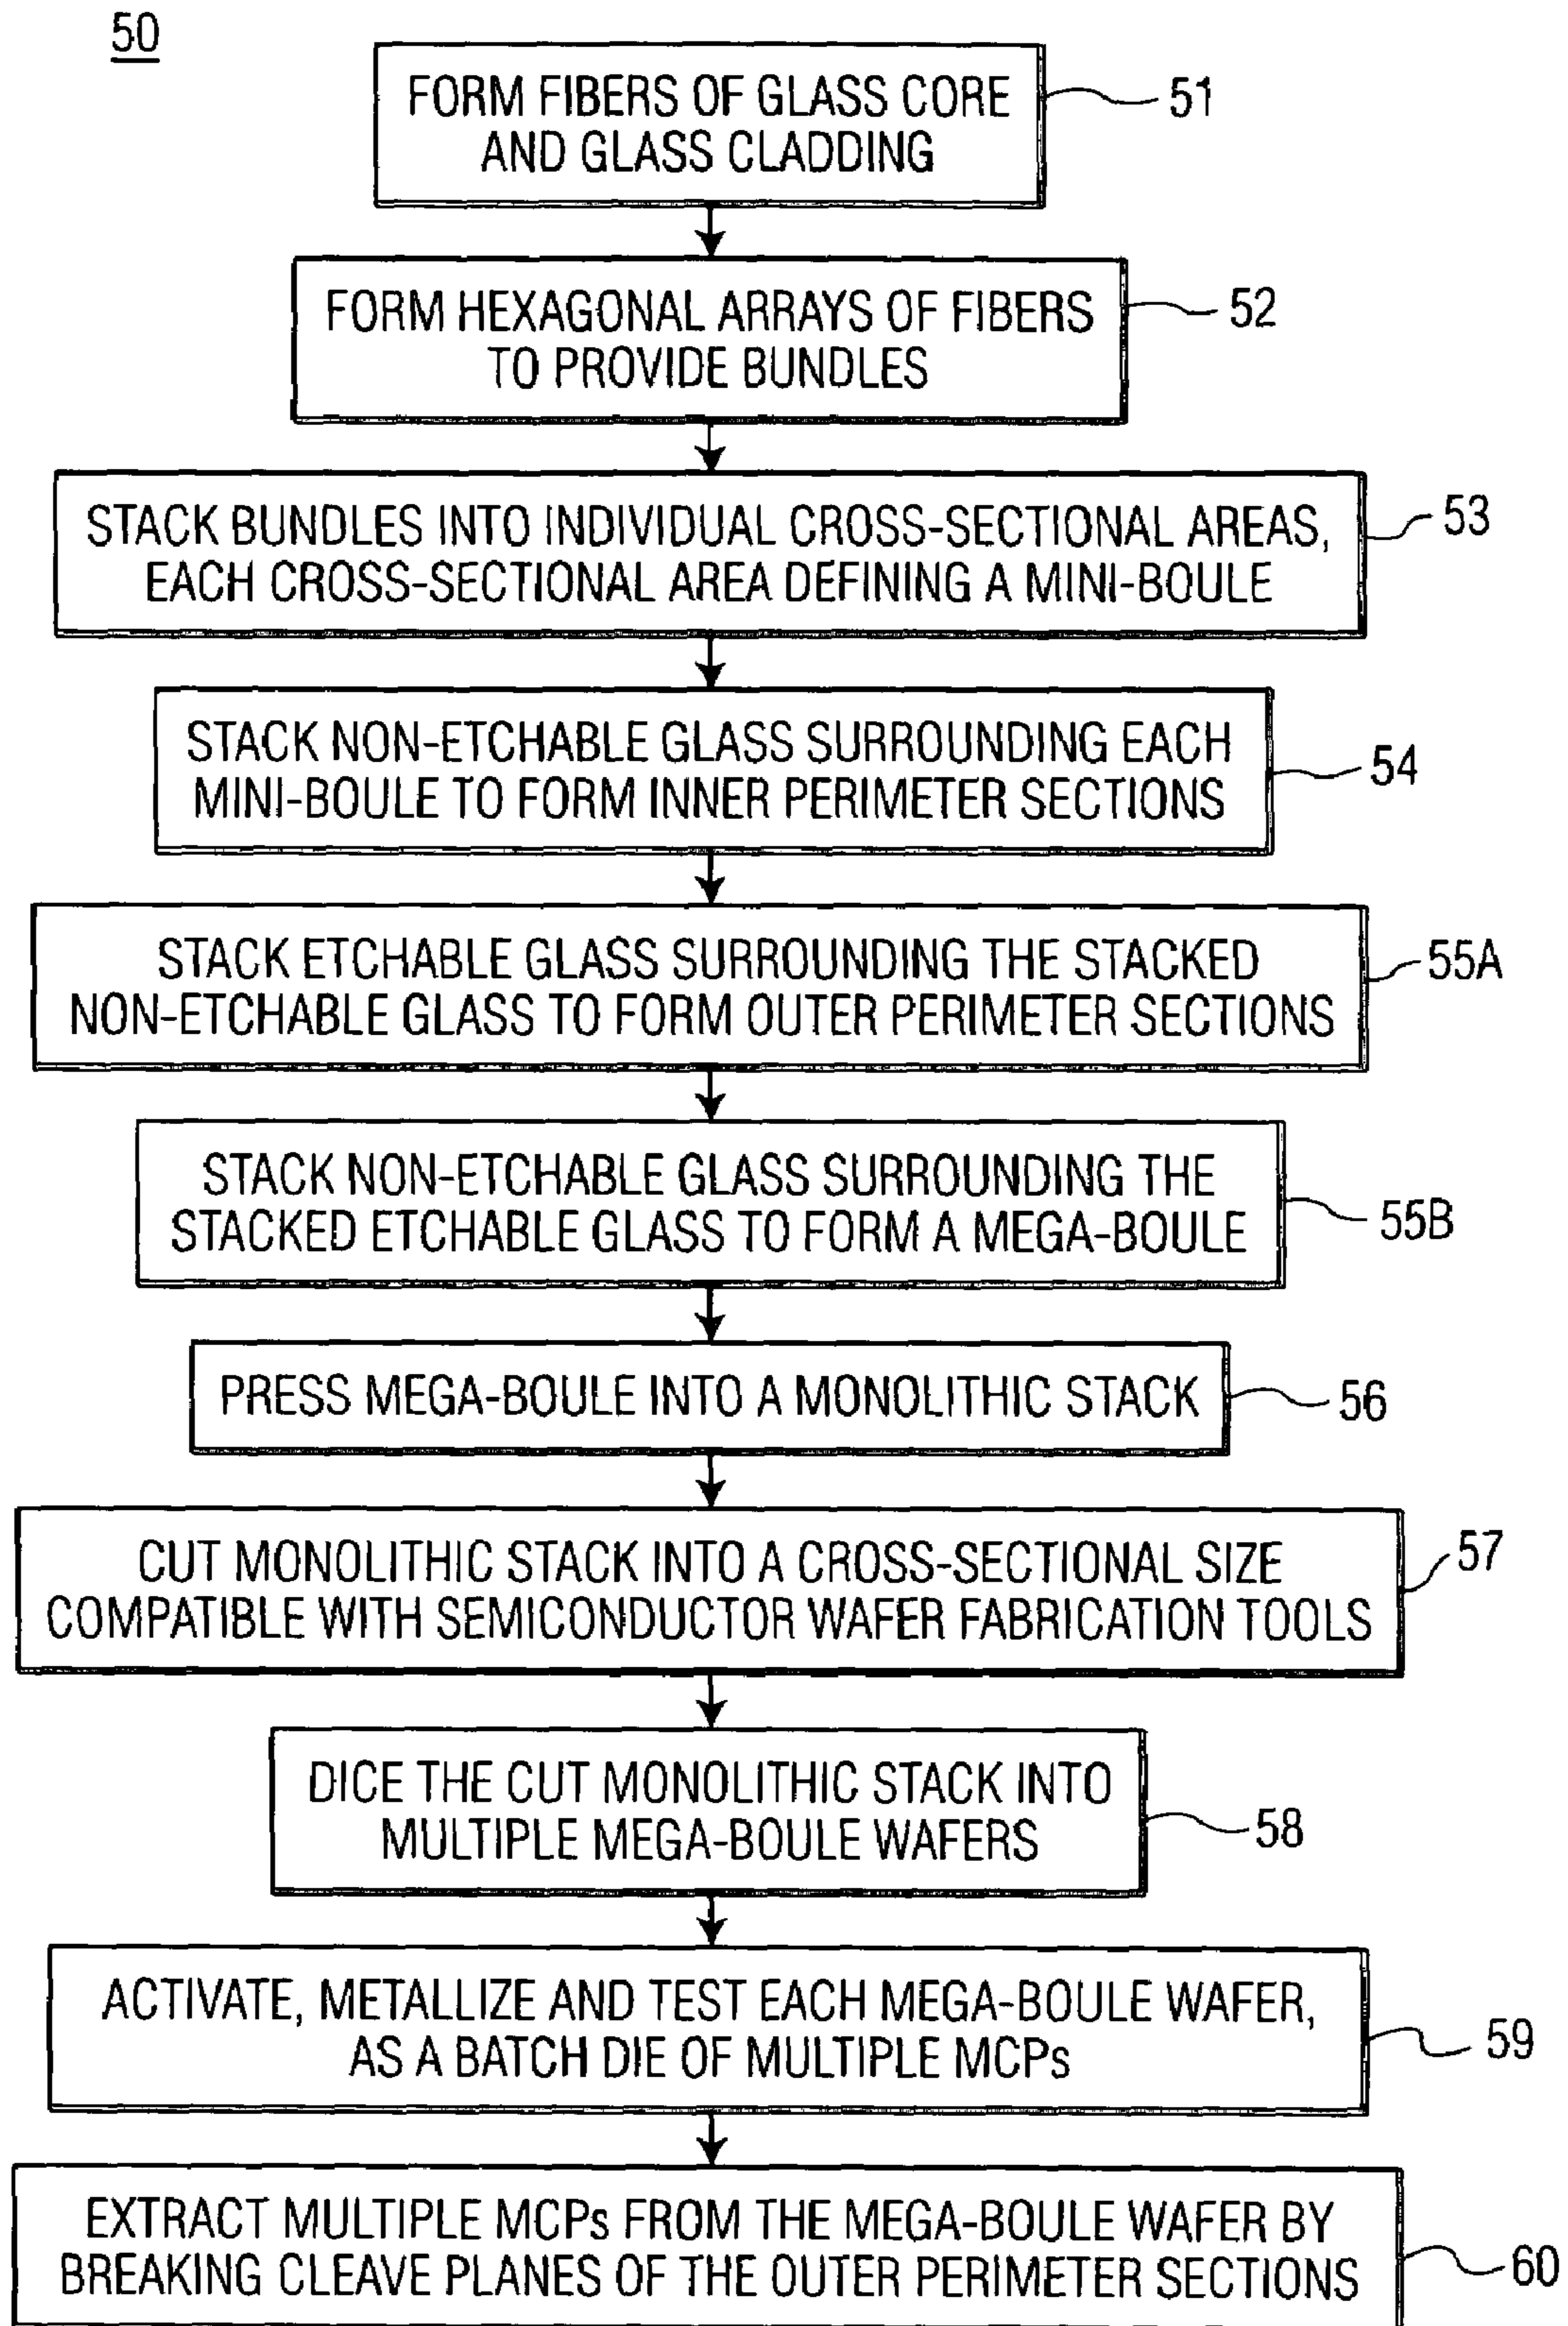 50
FORM FIBERS OF GLASS CORE
AND GLASS CLADDING
51
FORM HEXAGONAL ARRAYS OF FIBERS
TO PROVIDE BUNDLES
52
STACK BUNDLES INTO INDIVIDUAL CROSS-SECTIONAL AREAS,
EACH CROSS-SECTIONAL AREA DEFINING A MINI-BOULE
53
STACK NON-ETCHABLE GLASS SURROUNDING EACH
MINI-BOULE TO FORM INNER PERIMETER SECTIONS
54
STACK ETCHABLE GLASS SURROUNDING THE STACKED
NON-ETCHABLE GLASS TO FORM OUTER PERIMETER SECTIONS
55A
STACK NON-ETCHABLE GLASS SURROUNDING THE
STACKED ETCHABLE GLASS TO FORM A MEGA-BOULE
55B
PRESS MEGA-BOULE INTO A MONOLITHIC STACK
56
CUT MONOLITHIC STACK INTO A CROSS-SECTIONAL SIZE
COMPATIBLE WITH SEMICONDUCTOR WAFER FABRICATION TOOLS
57
DICE THE CUT MONOLITHIC STACK INTO
MULTIPLE MEGA-BOULE WAFERS
58
ACTIVATE, METALLIZE AND TEST EACH MEGA-BOULE WAFER,
AS A BATCH DIE OF MULTIPLE MCPs
59
EXTRACT MULTIPLE MCPs FROM THE MEGA-BOULE WAFER BY
BREAKING CLEAVE PLANES OF THE OUTER PERIMETER SECTIONS
60